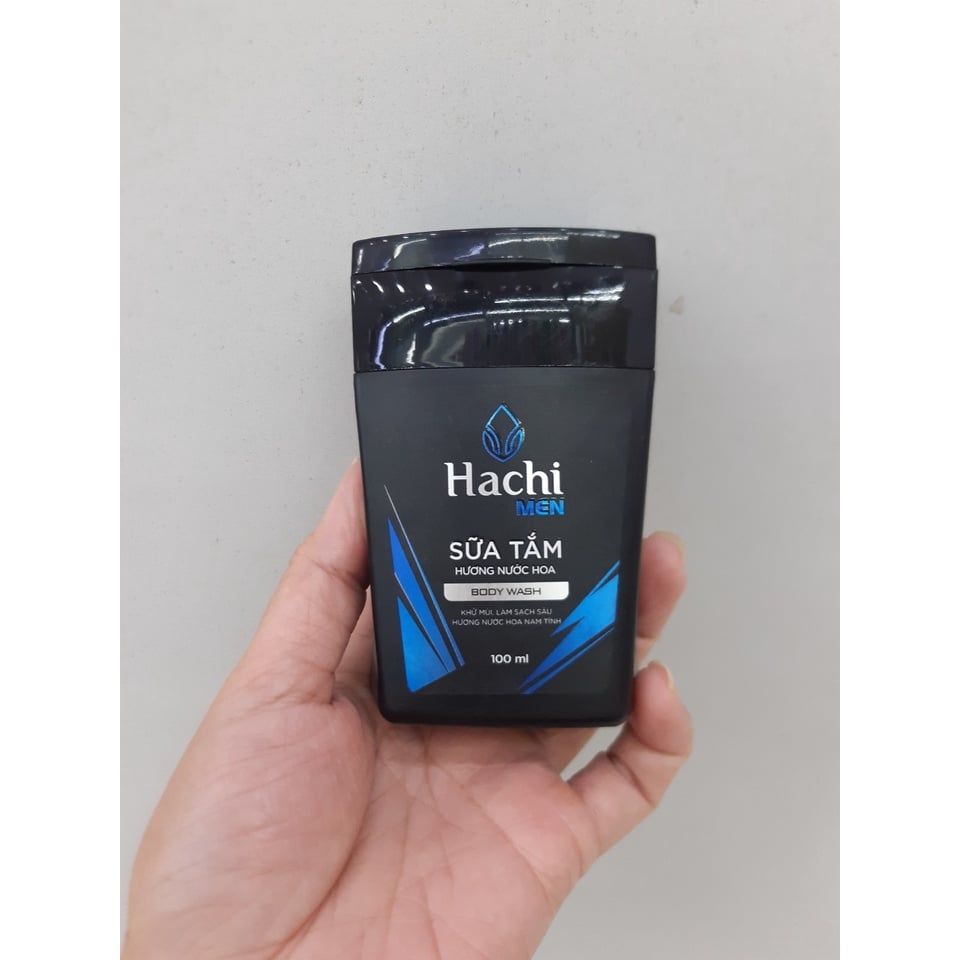 Hachi
MEN
SỮA TẮM
HƯƠNG NƯỚC HOA
BODY WASH
KHỬ MÙI, LÀM SẠCH SÂU
HƯƠNG NƯỚC HOA NAM TÍNH
100 ml